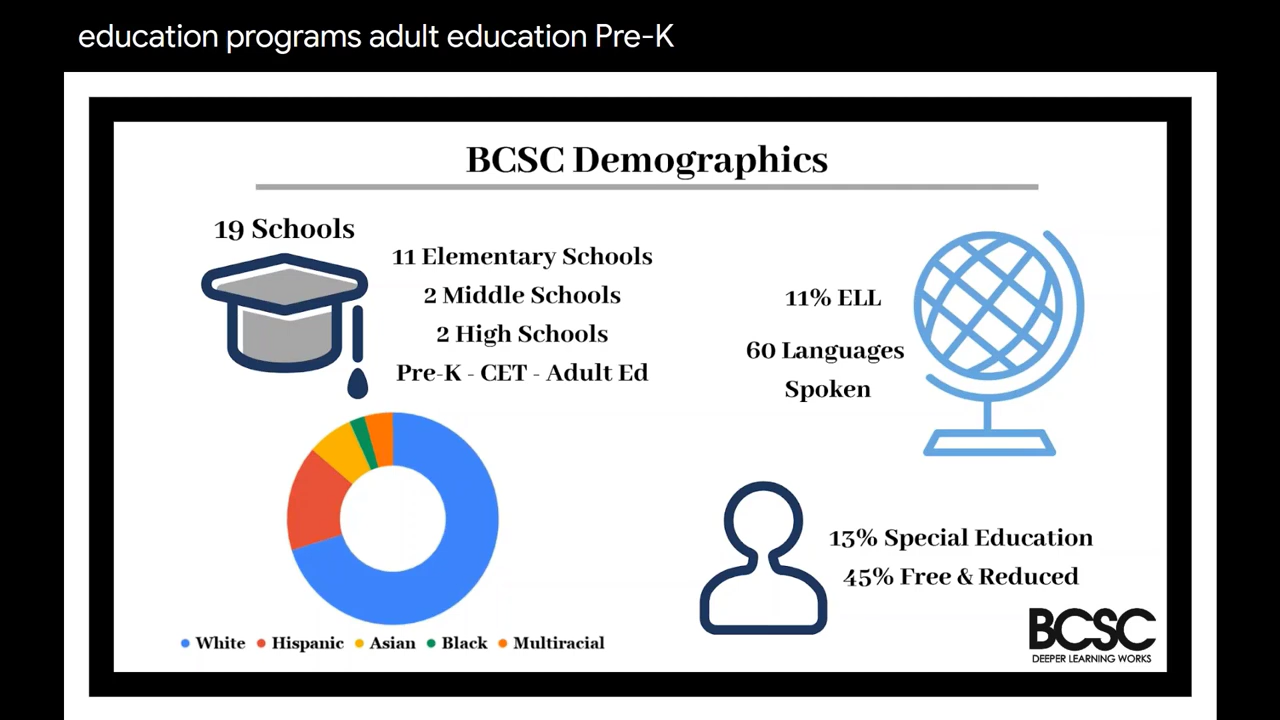 education programs adult education Pre-K
BCSC Demographics
19 Schools
11 Elementary Schools
2 Middle Schools
2 High Schools
Pre-K - CET - Adult Ed
11% ELL
60 Languages
Spoken
13% Special Education
45% Free & Reduced
White Hispanic Asian Black Multiracial
BCSC
DEEPER LEARNING WORKS